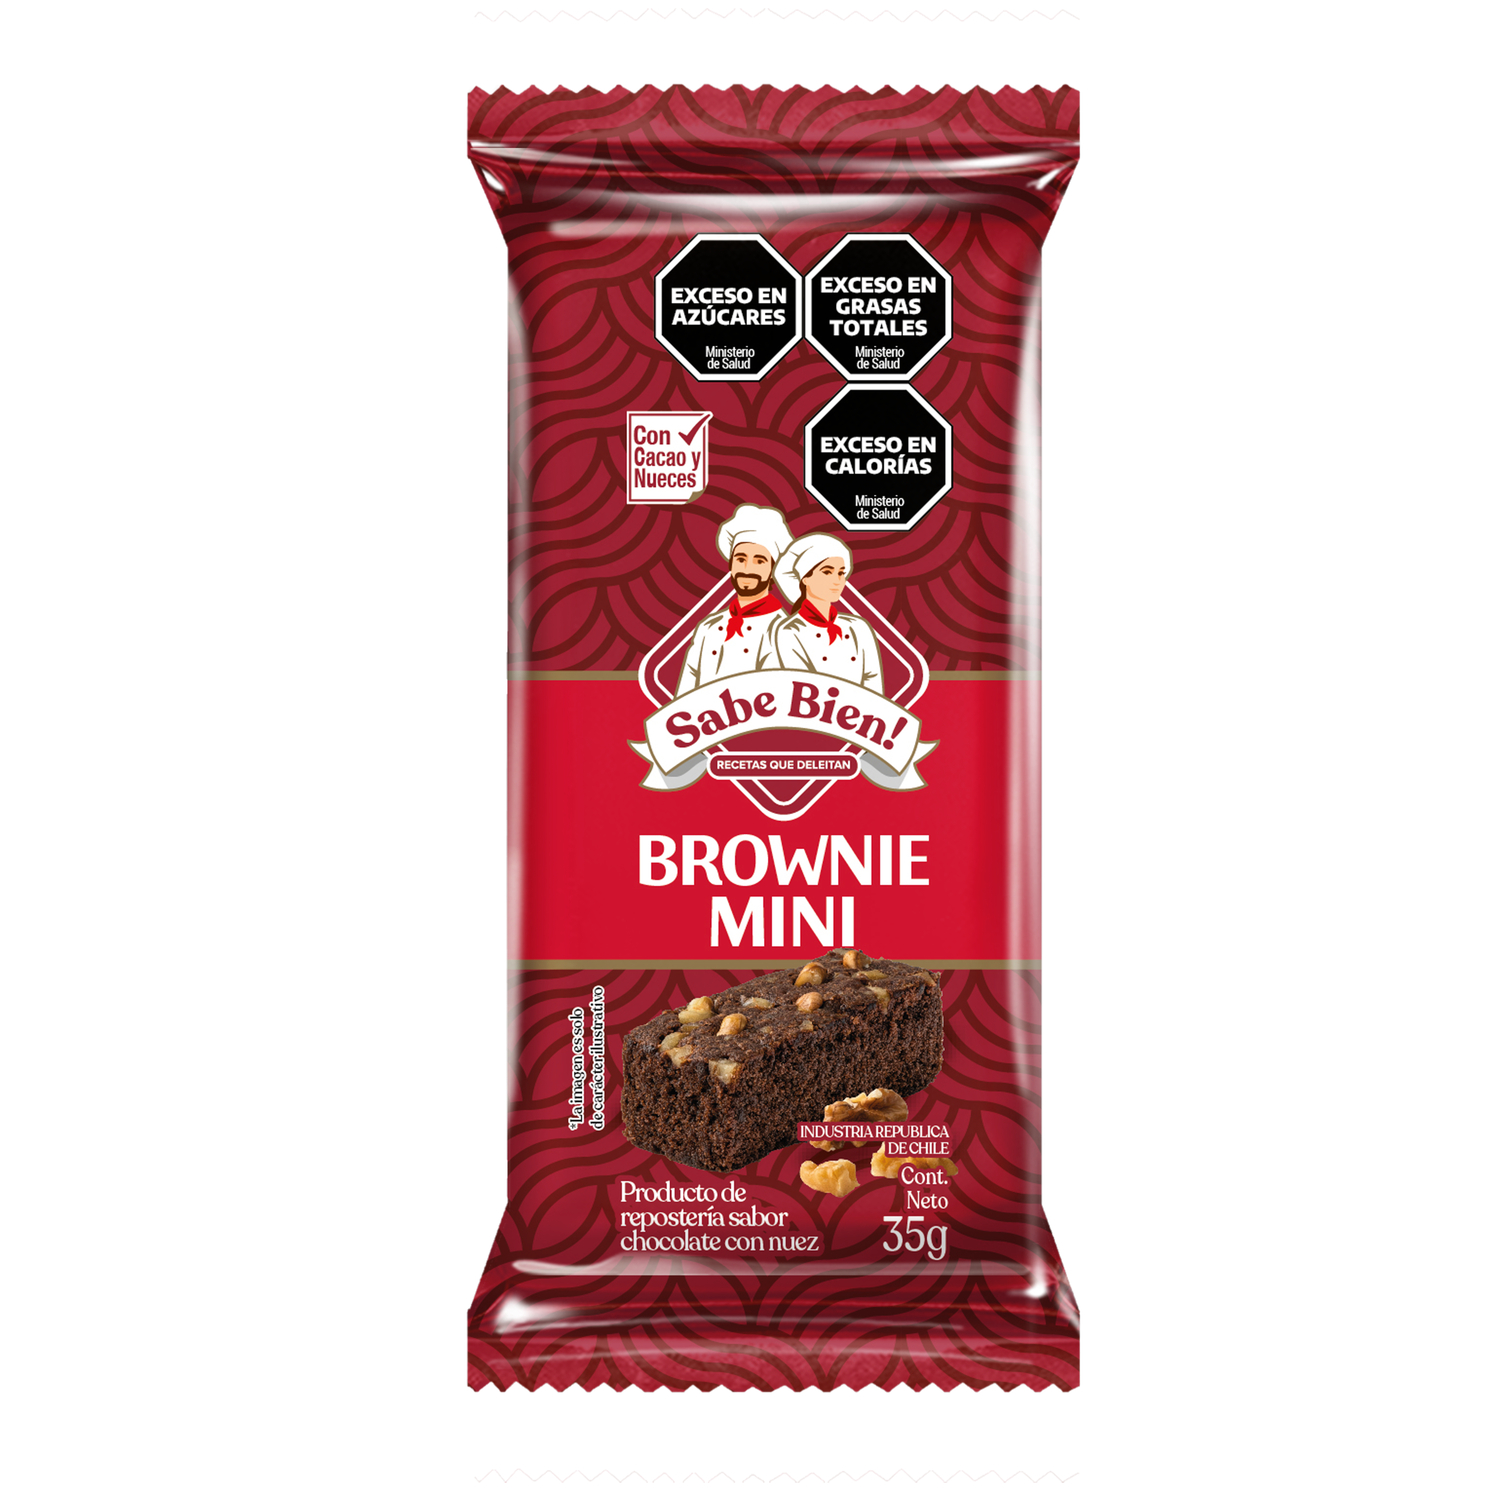 EXCESO EN
AZÚCARES
Ministerio
de Salud
EXCESO EN
GRASAS
TOTALES
Ministerio
de Salud
EXCESO EN
CALORÍAS
Ministerio
de Salud
Con
Cacao y
Nueces
Sabe Bien!
RECETAS QUE DELEITAN
BROWNIE
MINI
*La imagen es solo
de carácter ilustrativo
INDUSTRIA REPUBLICA
DE CHILE
Producto de
repostería sabor
chocolate con nuez
Cont.
Neto
35g